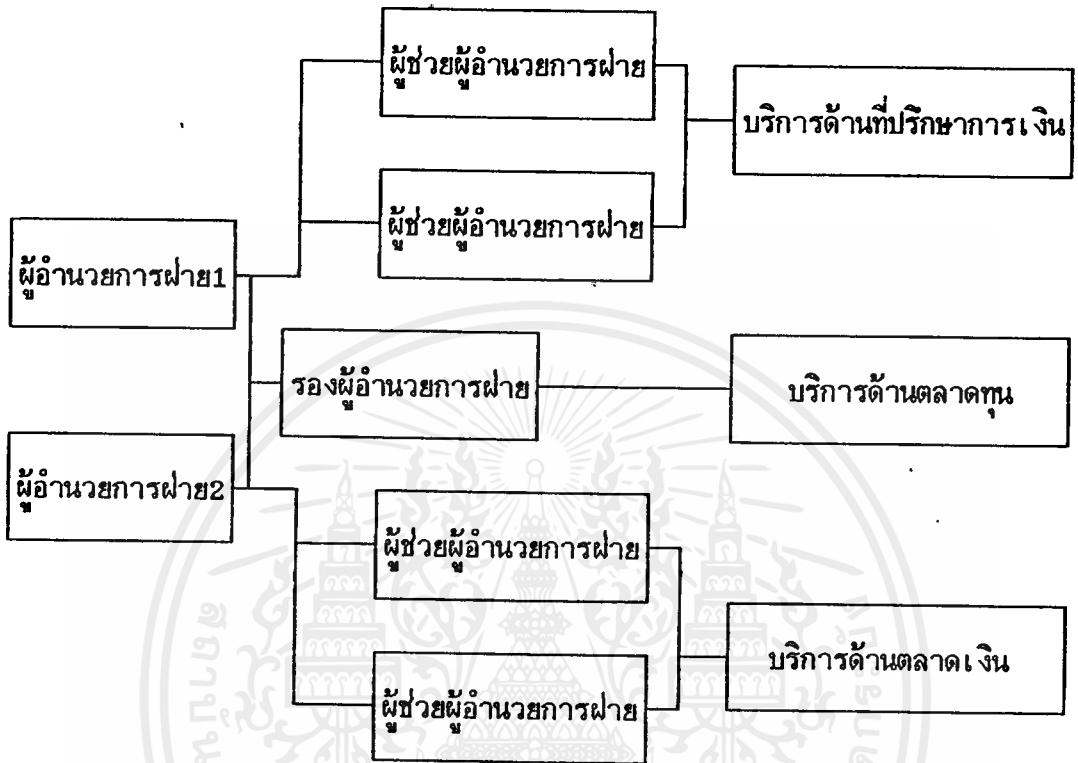 ผู้ช่วยผู้อำนวยการฝ่าย
บริการด้านที่ปรึกษาการเงิน
ผู้ช่วยผู้อำนวยการฝ่าย
ผู้อำนวยการฝ่าย1
รองผู้อำนวยการฝ่าย
บริการด้านตลาดทุน
ผู้อำนวยการฝ่าย2
ผู้ช่วยผู้อำนวยการฝ่าย
บริการด้านตลาดเงิน
ผู้ช่วยผู้อำนวยการฝ่าย